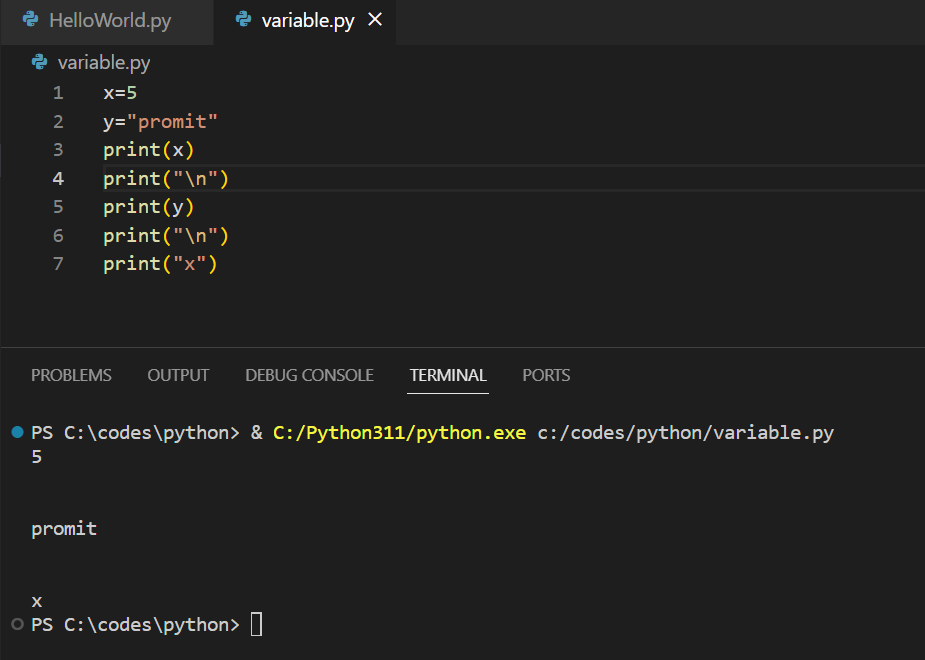 HelloWorld.py variable.py
variable.py
1 x=5
2 y="promit"
3 print(x)
4 print("\n")
5 print(y)
6 print("\n")
7 print("x")
PROBLEMS OUTPUT DEBUG CONSOLE TERMINAL PORTS
PS C:\codes\python> & C:/Python311/python.exe c:/codes/python/variable.py
5
promit
x
PS C:\codes\python>